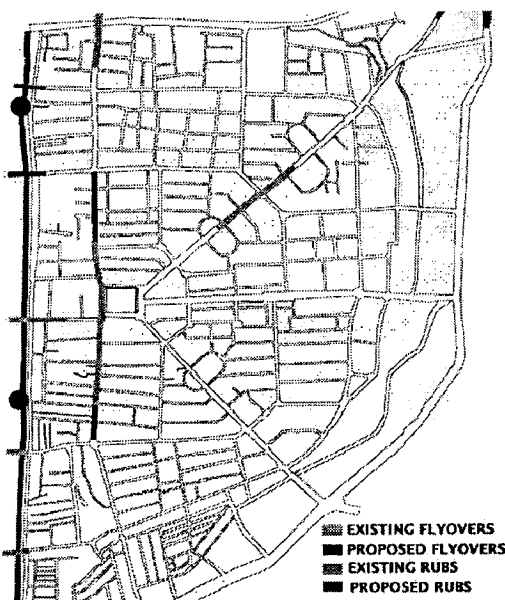 EXISTING FLYOVERS
PROPOSED FLYOVERS
EXISTING RUBS
PROPOSED RUBS